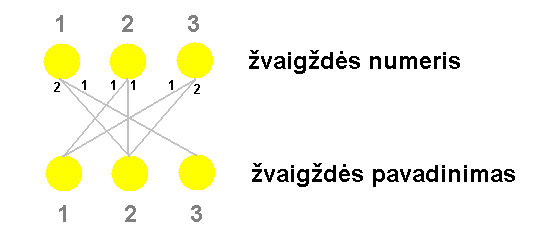 1 2 3
žvaigždės numeris
2 1 1 1 1 2
žvaigždės pavadinimas
1 2 3